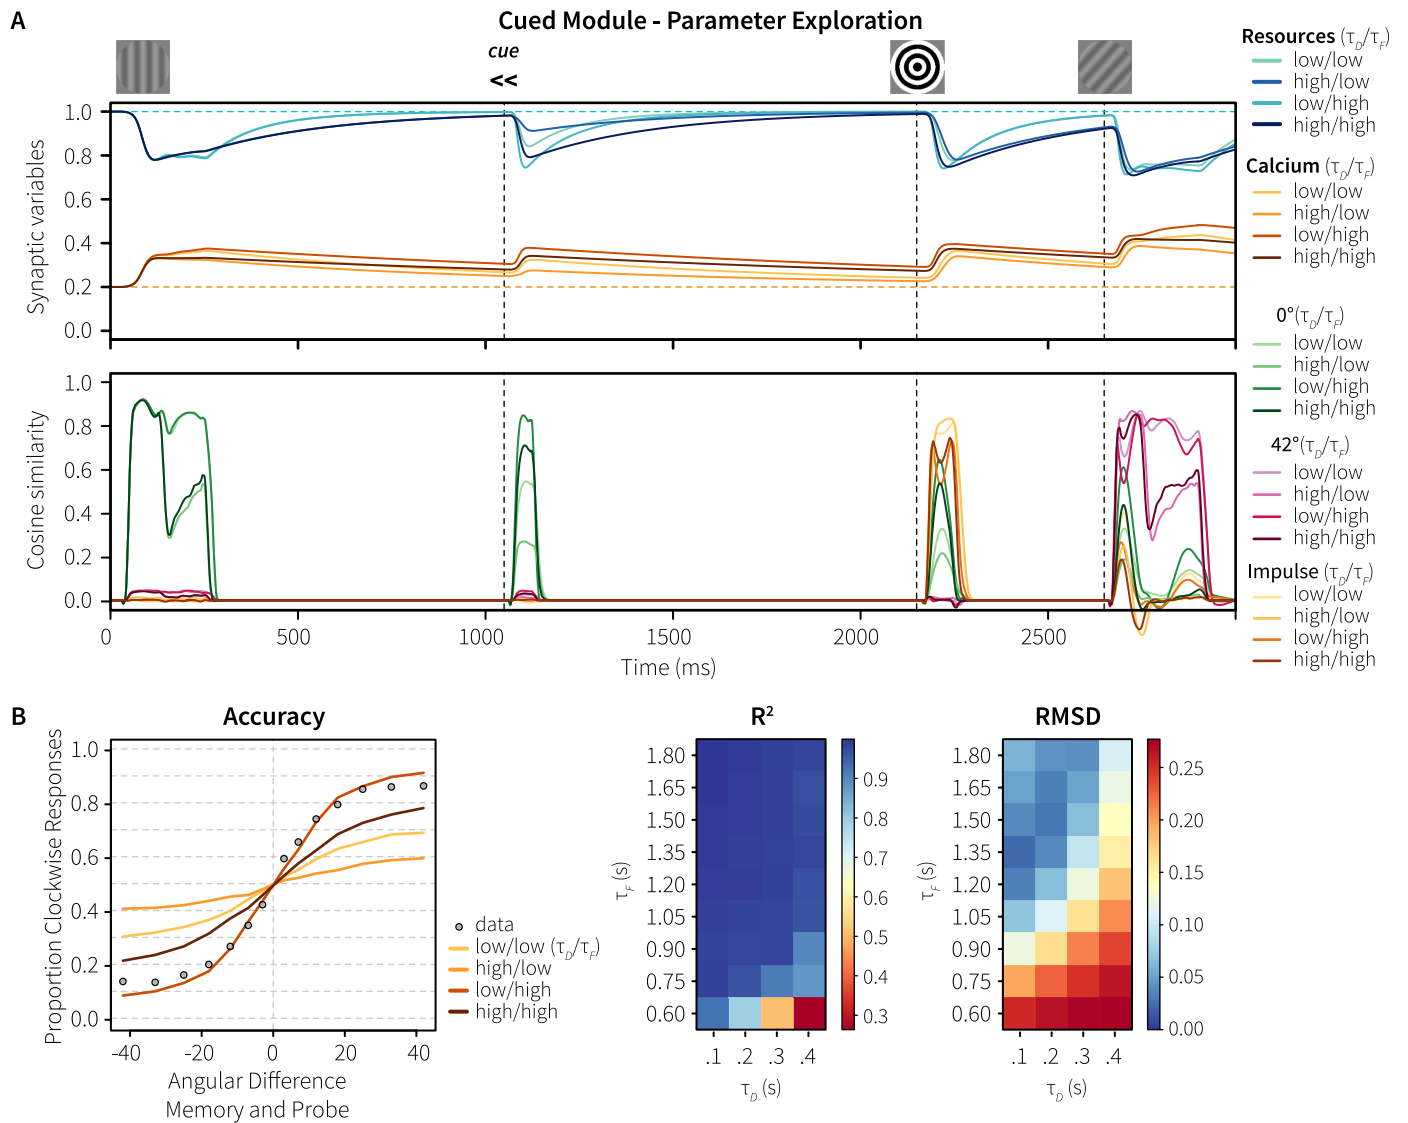 A
Cued Module - Parameter Exploration
cue
<<
Resources (τD/τF)
low/low
high/low
low/high
high/high
Calcium (τD/τF)
low/low
high/low
low/high
high/high
Synaptic variables
1.0
0.8
0.6
0.4
0.2
0.0
0°(τD/τF)
low/low
high/low
low/high
high/high
42°(τD/τF)
low/low
high/low
low/high
high/high
Impulse (τD/τF)
low/low
high/low
low/high
high/high
Cosine similarity
1.0
0.8
0.6
0.4
0.2
0.0
0 500 1000 1500 2000 2500
Time (ms)
B
Accuracy
Proportion Clockwise Responses
1.0
0.8
0.6
0.4
0.2
0.0
-40 -20 0 20 40
Angular Difference
Memory and Probe
data
low/low (τD/τF)
high/low
low/high
high/high
R²
τF (s)
1.80
1.65
1.50
1.35
1.20
1.05
0.90
0.75
0.60
.1 .2 .3 .4
τD (s)
0.9
0.8
0.7
0.6
0.5
0.4
0.3
RMSD
τF (s)
1.80
1.65
1.50
1.35
1.20
1.05
0.90
0.75
0.60
.1 .2 .3 .4
τD (s)
0.25
0.20
0.15
0.10
0.05
0.00